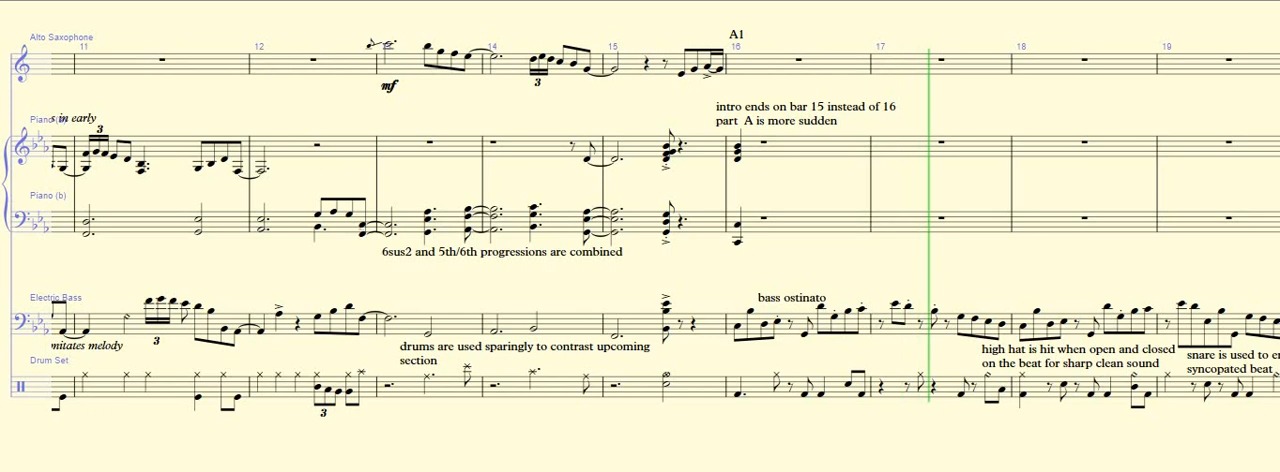 Alto Saxophone
11 12 13 14 15 16 17 18 19
A1
mf
3
intro ends on bar 15 instead of 16
part A is more sudden
s in early
3
Piano (b)
6sus2 and 5th/6th progressions are combined
Electric Bass
bass ostinato
3
mitates melody
drums are used sparingly to contrast upcoming
section
high hat is hit when open and closed
on the beat for sharp clean sound
snare is used to
syncopated beat
Drum Set
3